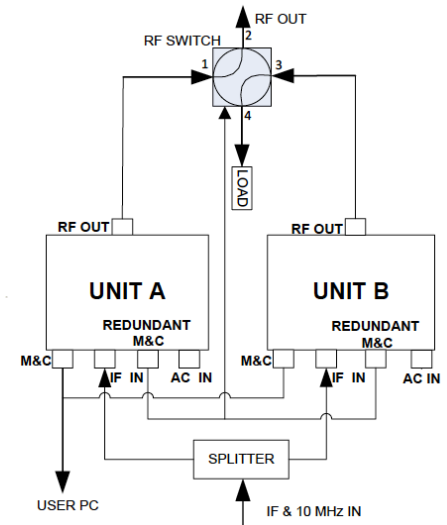 RF OUT
RF SWITCH
2
1
3
4
LOAD
RF OUT
RF OUT
UNIT A
UNIT B
REDUNDANT
M&C
REDUNDANT
M&C
M&C
IF IN
AC IN
M&C
IF IN
AC IN
SPLITTER
USER PC
IF & 10 MHz IN